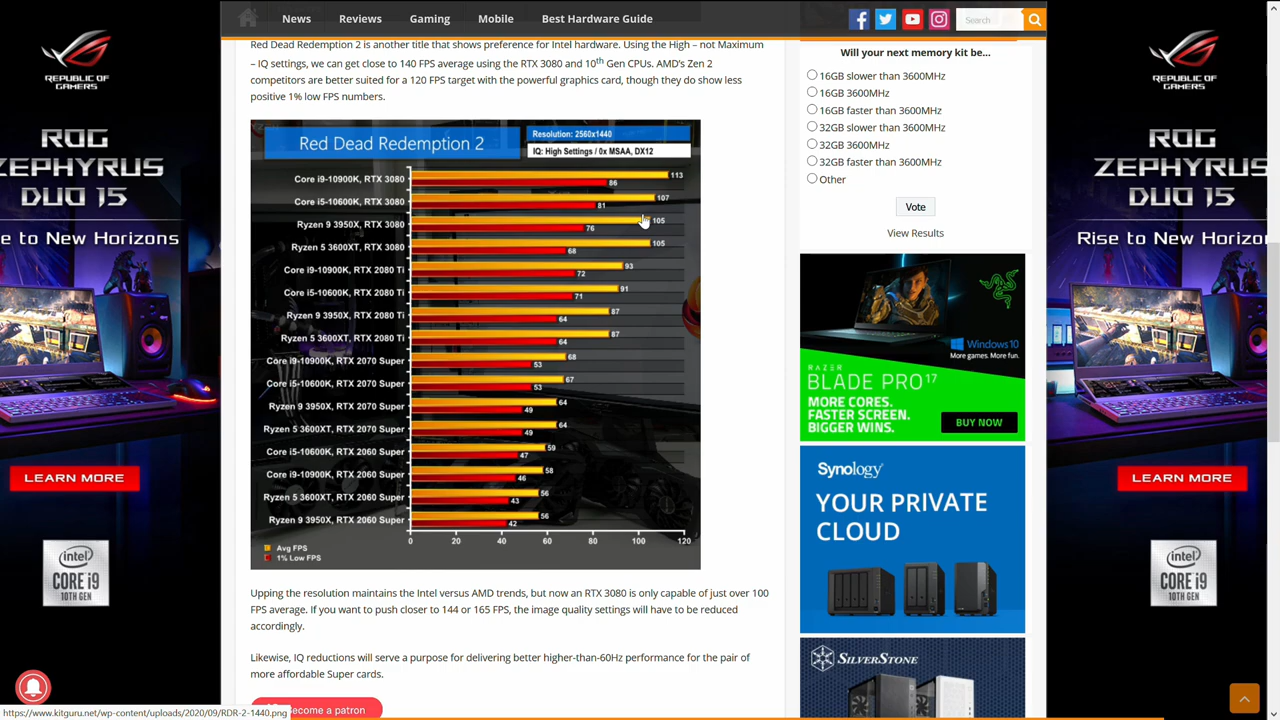 News
Reviews
Gaming
Mobile
Best Hardware Guide
Search
REPUBLIC OF
GAMERS
ROG
ZEPHYRUS
DUO 15
se to New Horizons
LEARN MORE
intel
CORE i9
10TH GEN
Red Dead Redemption 2 is another title that shows preference for Intel hardware. Using the High – not Maximum
– IQ settings, we can get close to 140 FPS average using the RTX 3080 and 10th Gen CPUs. AMD's Zen 2
competitors are better suited for a 120 FPS target with the powerful graphics card, though they do show less
positive 1% low FPS numbers.
Red Dead Redemption 2
Resolution: 2560x1440
IQ: High Settings / 0x MSAA, DX12
Core i9-10900K, RTX 3080 113
86
Core i5-10600K, RTX 3080 107
81
Ryzen 9 3950X, RTX 3080 105
76
Ryzen 5 3600XT, RTX 3080 105
68
Core i9-10900K, RTX 2080 Ti 93
72
Core i5-10600K, RTX 2080 Ti 91
71
Ryzen 9 3950X, RTX 2080 Ti 87
64
Ryzen 5 3600XT, RTX 2080 Ti 87
64
Core i9-10900K, RTX 2070 Super 68
53
Core i5-10600K, RTX 2070 Super 67
53
Ryzen 9 3950X, RTX 2070 Super 64
49
Ryzen 5 3600XT, RTX 2070 Super 64
49
Core i5-10600K, RTX 2060 Super 59
47
Core i9-10900K, RTX 2060 Super 58
46
Ryzen 5 3600XT, RTX 2060 Super 56
43
Ryzen 9 3950X, RTX 2060 Super 56
42
0 20 40 60 80 100 120
Avg FPS
1% Low FPS
Upping the resolution maintains the Intel versus AMD trends, but now an RTX 3080 is only capable of just over 100
FPS average. If you want to push closer to 144 or 165 FPS, the image quality settings will have to be reduced
accordingly.
Likewise, IQ reductions will serve a purpose for delivering better higher-than-60Hz performance for the pair of
more affordable Super cards.
become a patron
https://www.kitguru.net/wp-content/uploads/2020/09/RDR-2-1440.png
Will your next memory kit be...
16GB slower than 3600MHz
16GB 3600MHz
16GB faster than 3600MHz
32GB slower than 3600MHz
32GB 3600MHz
32GB faster than 3600MHz
Other
Vote
View Results
Windows 10
More games. More fun.
RAZER
BLADE PRO 17
MORE CORES.
FASTER SCREEN.
BIGGER WINS.
BUY NOW
Synology
YOUR PRIVATE
CLOUD
SILVERSTONE
REPUBLIC OF
GAMERS
ROG
ZEPHYRUS
DUO 15
Rise to New Horizo
LEARN MORE
intel
CORE i9
10TH GEN